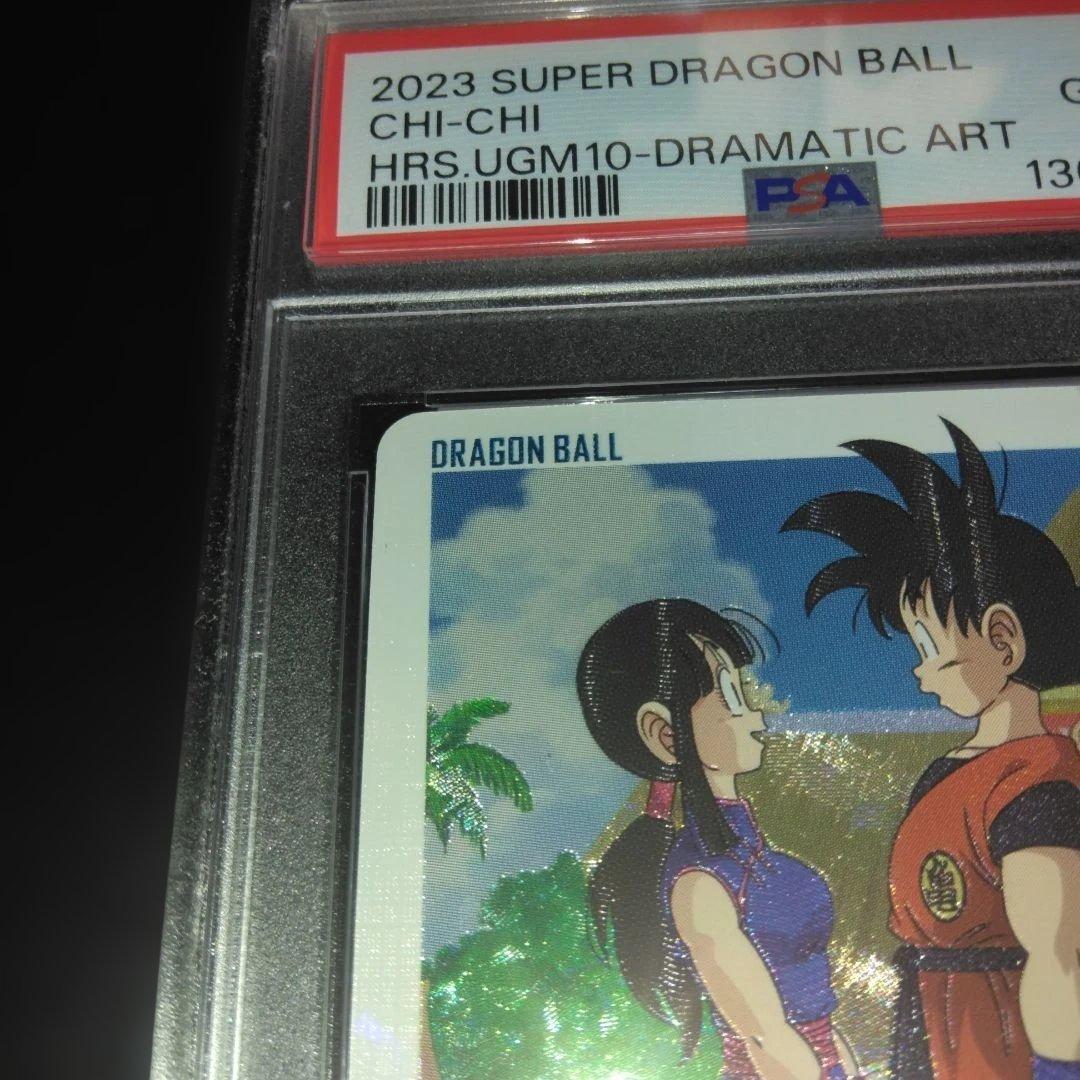 2023 SUPER DRAGON BALL
CHI-CHI
HRS.UGM10-DRAMATIC ART
PSA
DRAGON BALL